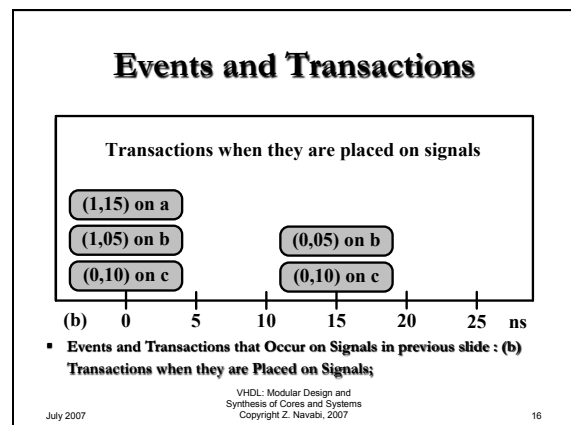 Events and Transactions
Transactions when they are placed on signals
(1,15) on a
(1,05) on b
(0,05) on b
(0,10) on c
(0,10) on c
(b) 0 5 10 15 20 25 ns
▪ Events and Transactions that Occur on Signals in previous slide : (b)
Transactions when they are Placed on Signals;
July 2007
VHDL: Modular Design and
Synthesis of Cores and Systems
Copyright Z. Navabi, 2007
16